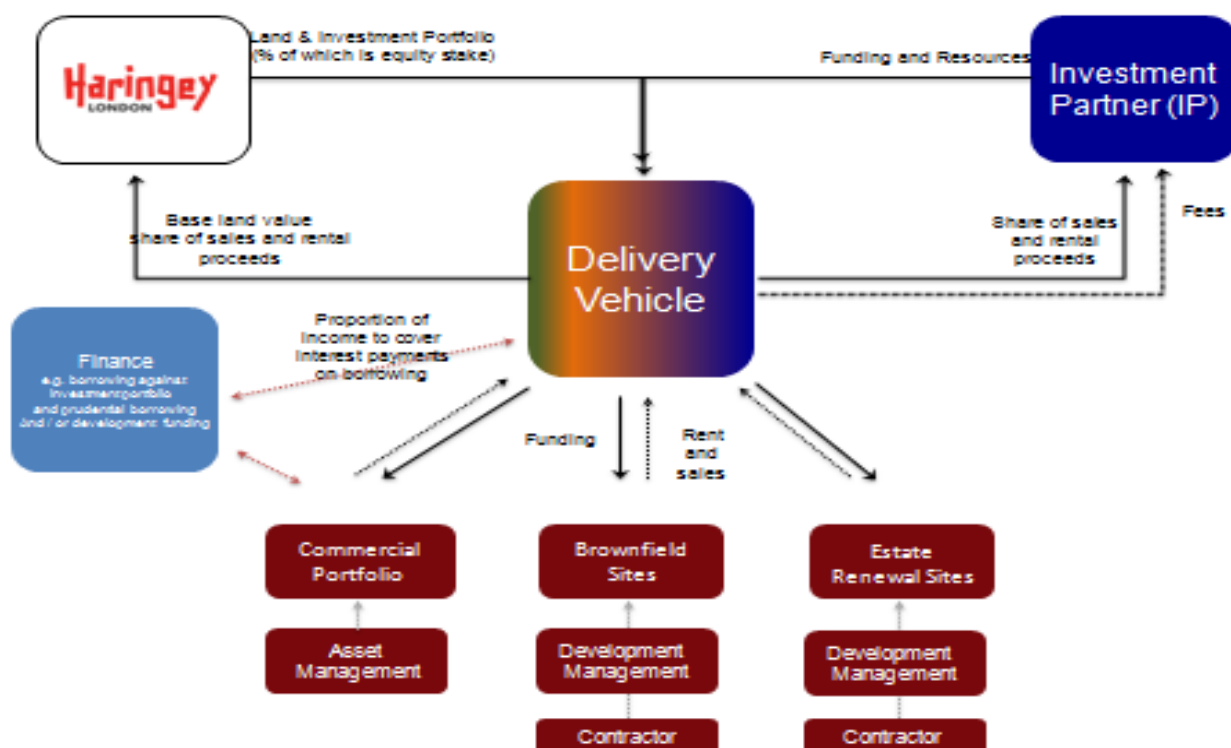 Haringey
LONDON
Land & Investment Portfolio
(% of which is equity stake)
Funding and Resources
Investment
Partner (IP)
Base land value
share of sales and rental
proceeds
Delivery
Vehicle
Share of sales
and rental
proceeds
Fees
Finance
e.g. borrowing against
investment portfolio
and prudential borrowing
and / or development funding
Proportion of
income to cover
interest payments
on borrowing
Funding
Rent
and
sales
Commercial
Portfolio
Brownfield
Sites
Estate
Renewal Sites
Asset
Management
Development
Management
Development
Management
Contractor
Contractor